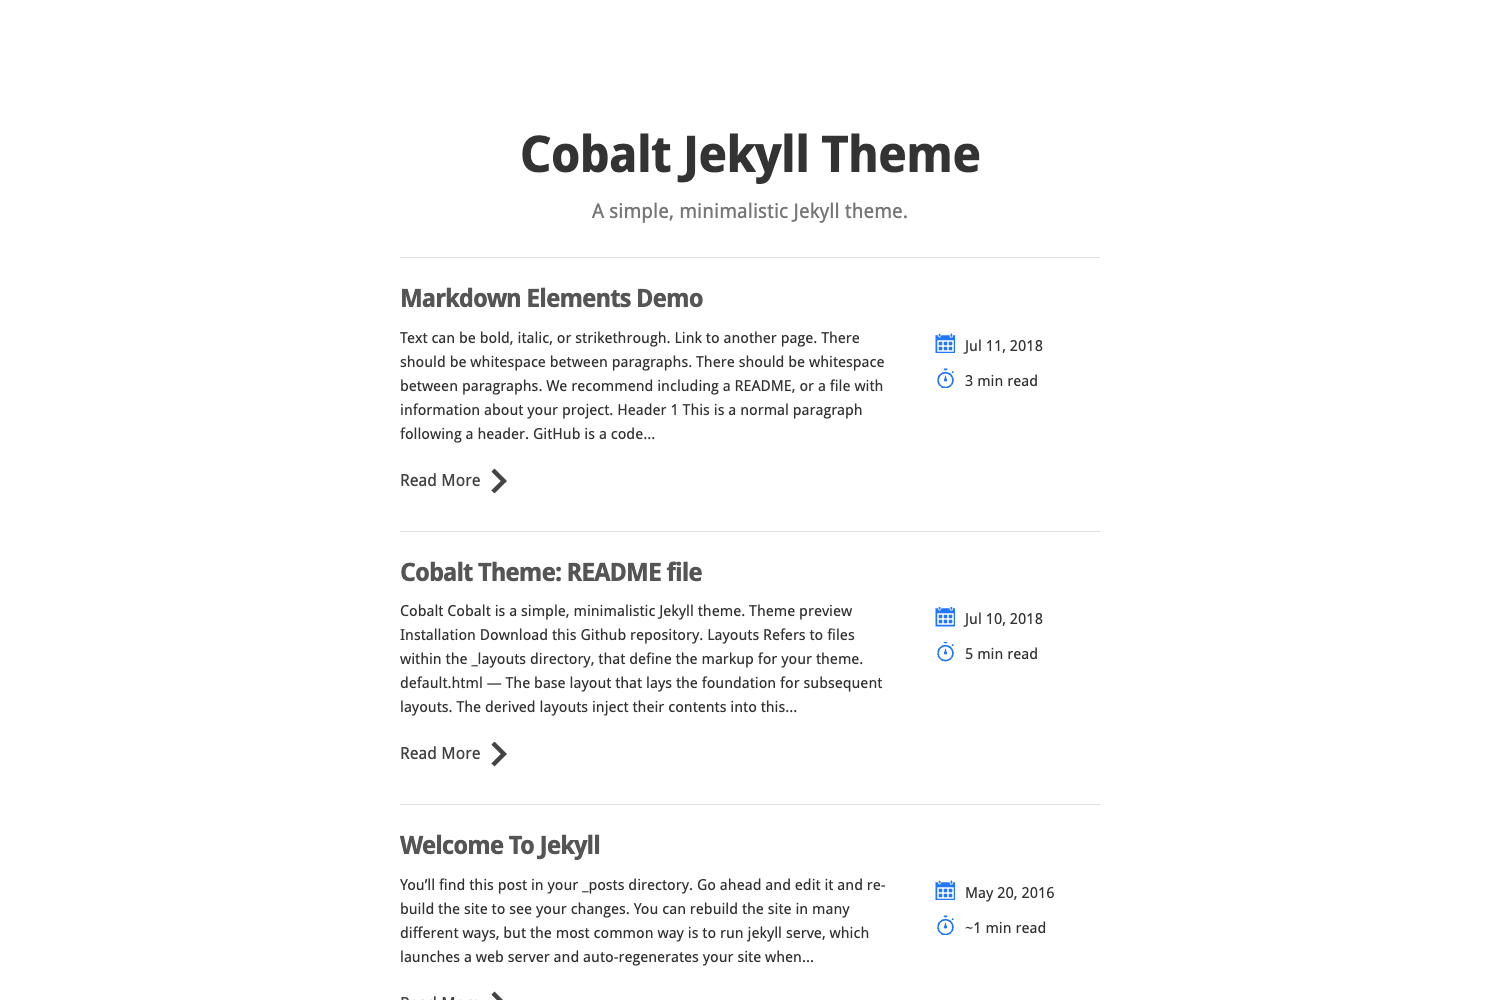 Cobalt Jekyll Theme
A simple, minimalistic Jekyll theme.
Markdown Elements Demo
Text can be bold, italic, or strikethrough. Link to another page. There
should be whitespace between paragraphs. There should be whitespace
between paragraphs. We recommend including a README, or a file with
information about your project. Header 1 This is a normal paragraph
following a header. GitHub is a code...
Jul 11, 2018
3 min read
Read More
Cobalt Theme: README file
Cobalt Cobalt is a simple, minimalistic Jekyll theme. Theme preview
Installation Download this Github repository. Layouts Refers to files
within the _layouts directory, that define the markup for your theme.
default.html — The base layout that lays the foundation for subsequent
layouts. The derived layouts inject their contents into this...
Jul 10, 2018
5 min read
Read More
Welcome To Jekyll
You’ll find this post in your _posts directory. Go ahead and edit it and re-
build the site to see your changes. You can rebuild the site in many
different ways, but the most common way is to run jekyll serve, which
launches a web server and auto-regenerates your site when...
May 20, 2016
~1 min read
Read More